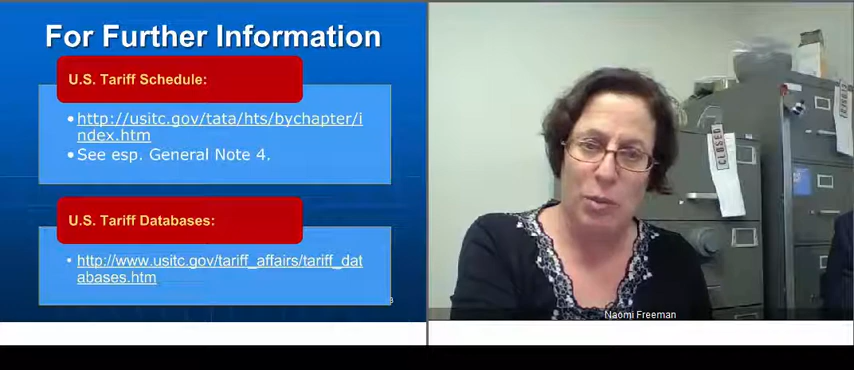 For Further Information
U.S. Tariff Schedule:
•http://usitc.gov/tata/hts/bychapter/i
ndex.htm
•See esp. General Note 4.
U.S. Tariff Databases:
• http://www.usitc.gov/tariff_affairs/tariff_dat
abases.htm
CLOSED
Naomi Freeman